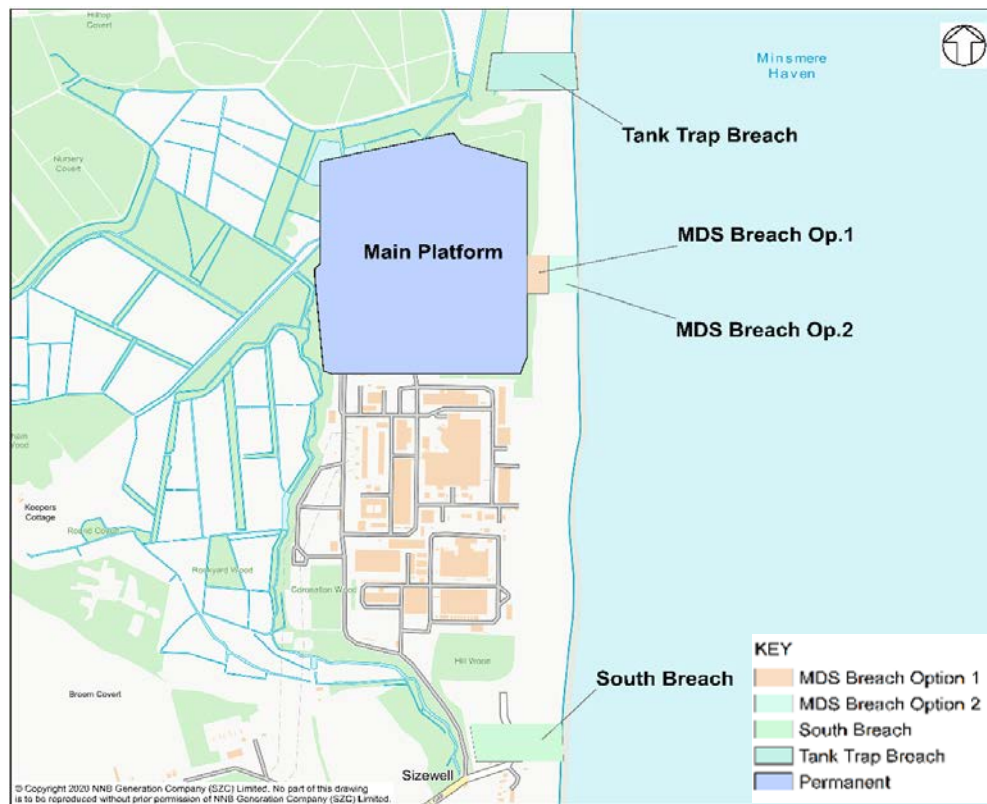 Hilltop
Covert
Minsmere
Haven
Tank Trap Breach
Nursery
Covert
MDS Breach Op.1
Main Platform
MDS Breach Op.2
Keepers
Cottage
Rookyard Wood
Coronation Wood
Hill Wood
Broom Covert
South Breach
Sizewell
KEY
MDS Breach Option 1
MDS Breach Option 2
South Breach
Tank Trap Breach
Permanent
© Copyright 2020 NNB Generation Company (SZC) Limited. No part of this drawing
is to be reproduced without prior permission of NNB Generation Company (SZC) Limited.